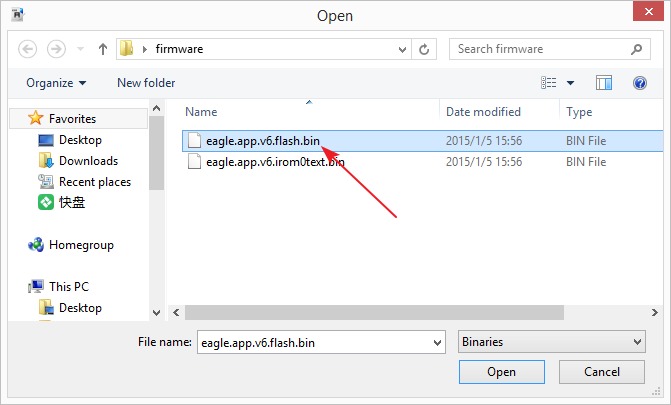 Open
firmware
Search firmware
Organize
New folder
Name
Date modified
Type
Favorites
Desktop
Downloads
Recent places
快盘
Homegroup
This PC
Desktop
eagle.app.v6.flash.bin
2015/1/5 15:56
BIN File
eagle.app.v6.irom0text.bin
2015/1/5 15:56
BIN File
File name:
eagle.app.v6.flash.bin
Binaries
Open
Cancel